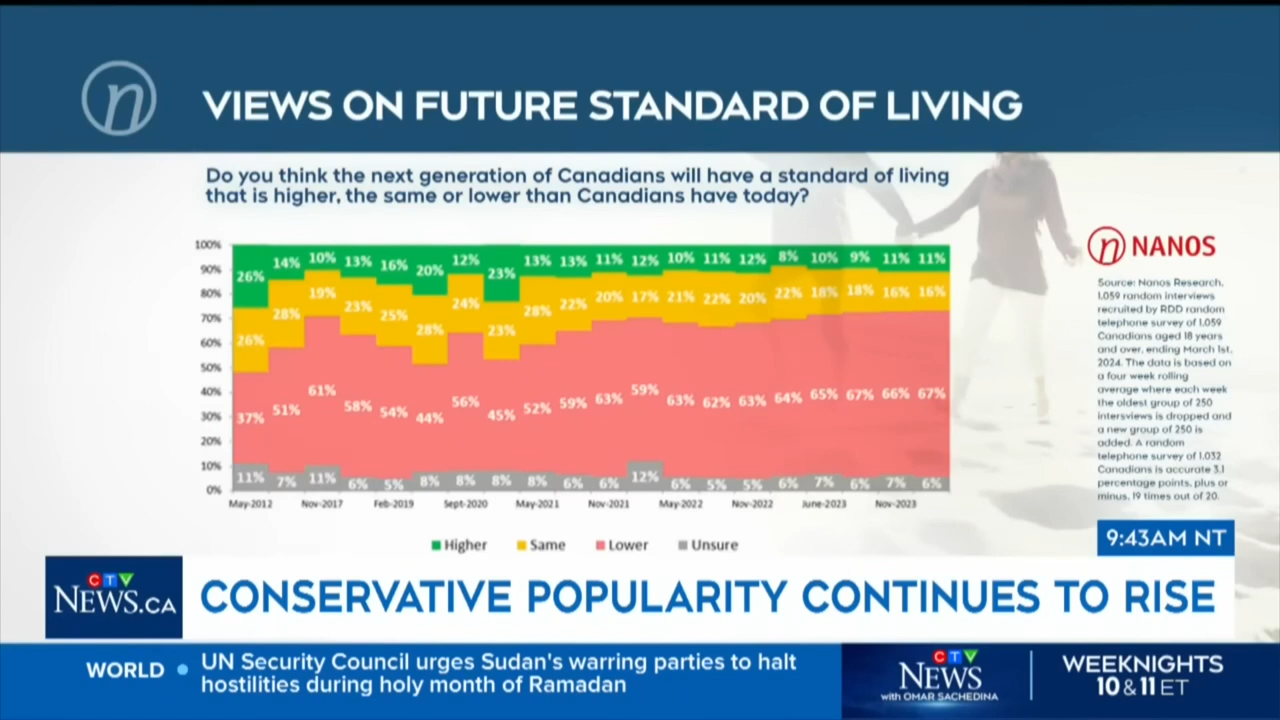 n
VIEWS ON FUTURE STANDARD OF LIVING
Do you think the next generation of Canadians will have a standard of living
that is higher, the same or lower than Canadians have today?
100%
90%
80%
70%
60%
50%
40%
30%
20%
10%
0%
26% 14% 10% 13% 16% 20% 12% 23% 13% 13% 11% 12% 10% 11% 12% 8% 10% 9% 11% 11%
26% 28% 19% 23% 25% 28% 24% 23% 28% 22% 20% 17% 21% 22% 20% 22% 18% 18% 16% 16%
37% 51% 61% 58% 54% 44% 56% 45% 52% 59% 63% 59% 63% 62% 63% 64% 65% 67% 66% 67%
11% 7% 11% 6% 5% 8% 8% 8% 8% 6% 6% 12% 6% 5% 5% 6% 7% 6% 7% 6%
May-2012 Nov-2017 Feb-2019 Sept-2020 May-2021 Nov-2021 May-2022 Nov-2022 June-2023 Nov-2023
Higher Same Lower Unsure
n NANOS
Source: Nanos Research,
1,059 random interviews
recruited by RDD random
telephone survey of 1,059
Canadians aged 18 years
and over, ending March 1st,
2024. The data is based on
a four week rolling
average where each week
the oldest group of 250
intersviews is dropped and
a new group of 250 is
added. A random
telephone survey of 1,032
Canadians is accurate 3.1
percentage points, plus or
minus, 19 times out of 20.
9:43AM NT
CTV
NEWS.CA
CONSERVATIVE POPULARITY CONTINUES TO RISE
WORLD • UN Security Council urges Sudan's warring parties to halt
hostilities during holy month of Ramadan
CTV
NEWS
with OMAR SACHEDINA
WEEKNIGHTS
10 & 11 ET